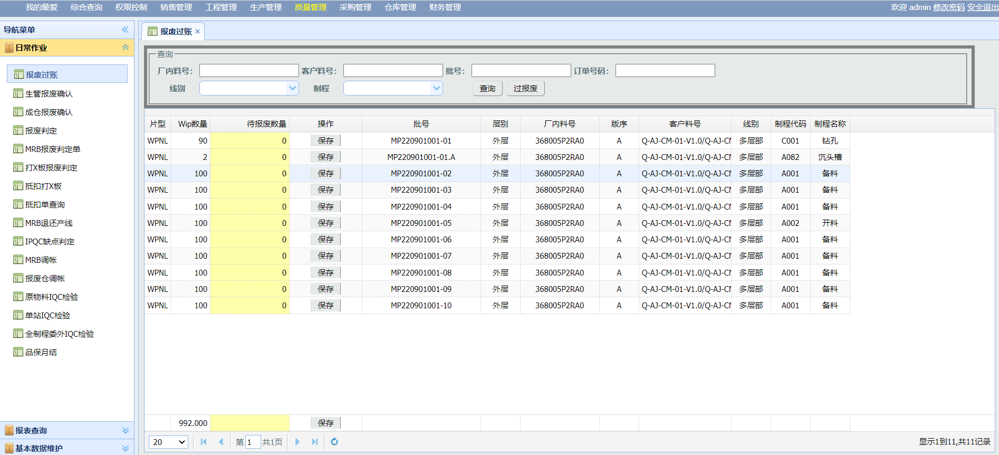 我的最爱 综合查询 权限控制 销售管理 工程管理 生产管理 质量管理 采购管理 仓库管理 财务管理 欢迎 admin 修改密码 安全退出
导航菜单
日常作业
报废过账
生管报废确认
成仓报废确认
报废判定
MRB报废判定单
打X板报废判定
抵扣打X板
抵扣单查询
MRB退还产线
IPQC缺点判定
MRB调帐
报废仓调帐
原物料IQC检验
单站IQC检验
全制程委外IQC检验
品保月结
报表查询
基本数据维护
报废过账
查询
厂内料号: 客户料号: 批号: 订单号码:
线别 制程 查询 过报废
片型 Wip数量 待报废数量 操作 批号 层别 厂内料号 版序 客户料号 线别 制程代码 制程名称
WPNL 90 0 保存 MP220901001-01 外层 368005P2RA0 A Q-AJ-CM-01-V1.0/Q-AJ-CM 多层部 C001 钻孔
WPNL 2 0 保存 MP220901001-01.A 外层 368005P2RA0 A Q-AJ-CM-01-V1.0/Q-AJ-CM 多层部 A082 沉头槽
WPNL 100 0 保存 MP220901001-02 外层 368005P2RA0 A Q-AJ-CM-01-V1.0/Q-AJ-CM 多层部 A001 备料
WPNL 100 0 保存 MP220901001-03 外层 368005P2RA0 A Q-AJ-CM-01-V1.0/Q-AJ-CM 多层部 A001 备料
WPNL 100 0 保存 MP220901001-04 外层 368005P2RA0 A Q-AJ-CM-01-V1.0/Q-AJ-CM 多层部 A001 备料
WPNL 100 0 保存 MP220901001-05 外层 368005P2RA0 A Q-AJ-CM-01-V1.0/Q-AJ-CM 多层部 A002 开料
WPNL 100 0 保存 MP220901001-06 外层 368005P2RA0 A Q-AJ-CM-01-V1.0/Q-AJ-CM 多层部 A001 备料
WPNL 100 0 保存 MP220901001-07 外层 368005P2RA0 A Q-AJ-CM-01-V1.0/Q-AJ-CM 多层部 A001 备料
WPNL 100 0 保存 MP220901001-08 外层 368005P2RA0 A Q-AJ-CM-01-V1.0/Q-AJ-CM 多层部 A001 备料
WPNL 100 0 保存 MP220901001-09 外层 368005P2RA0 A Q-AJ-CM-01-V1.0/Q-AJ-CM 多层部 A001 备料
WPNL 100 0 保存 MP220901001-10 外层 368005P2RA0 A Q-AJ-CM-01-V1.0/Q-AJ-CM 多层部 A001 备料
992.000 保存
20 第 1 共1页 显示1到11,共11记录